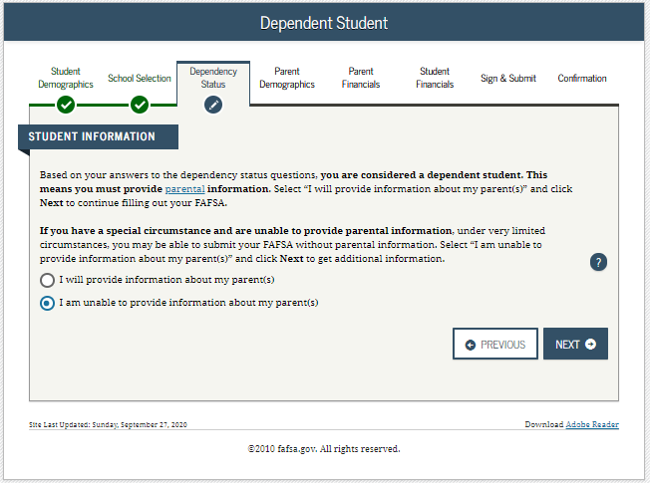 Dependent Student
Student
Demographics
School Selection
Dependency
Status
Parent
Demographics
Parent
Financials
Student
Financials
Sign & Submit
Confirmation
STUDENT INFORMATION
Based on your answers to the dependency status questions, you are considered a dependent student. This
means you must provide parental information. Select “I will provide information about my parent(s)” and click
Next to continue filling out your FAFSA.
If you have a special circumstance and are unable to provide parental information, under very limited
circumstances, you may be able to submit your FAFSA without parental information. Select “I am unable to
provide information about my parent(s)” and click Next to get additional information.
?
I will provide information about my parent(s)
I am unable to provide information about my parent(s)
PREVIOUS
NEXT
Site Last Updated: Sunday, September 27, 2020
Download Adobe Reader
©2010 fafsa.gov. All rights reserved.